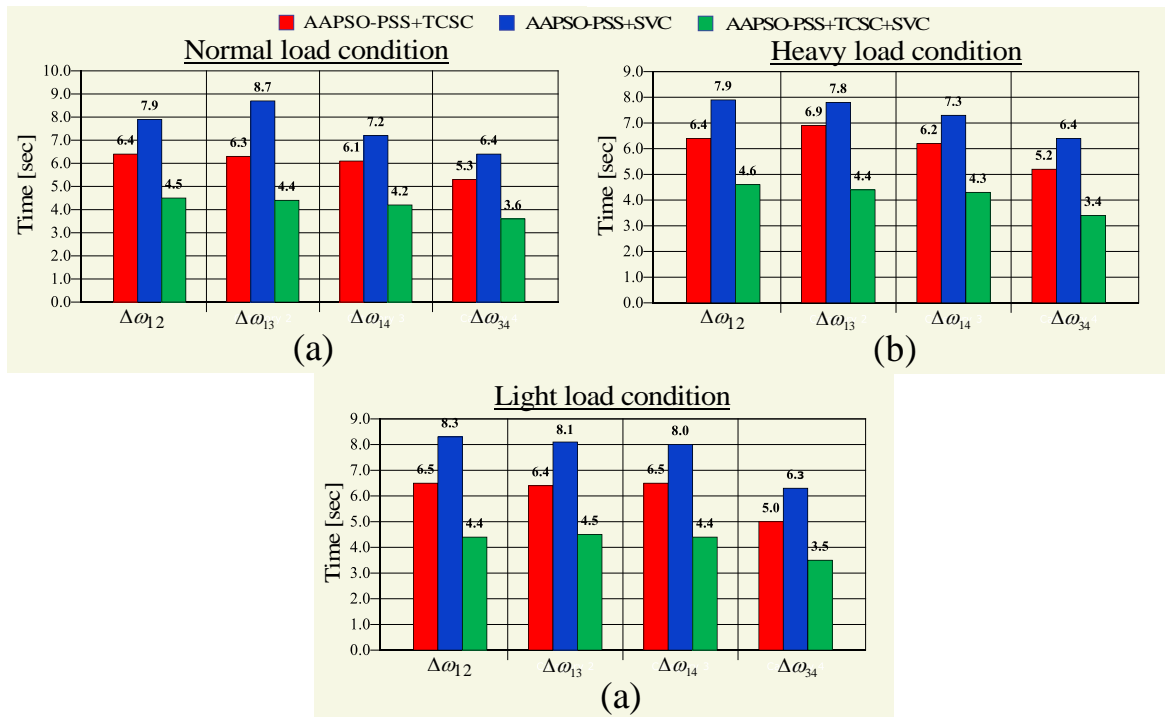 AAPSO-PSS+TCSC AAPSO-PSS+SVC AAPSO-PSS+TCSC+SVC
Normal load condition
Time [sec]
10.0
9.0
8.0
7.0
6.0
5.0
4.0
3.0
2.0
1.0
0.0
6.4 7.9 4.5
6.3 8.7 4.4
6.1 7.2 4.2
5.3 6.4 3.6
Δω12 Δω13 Δω14 Δω34
(a)
Heavy load condition
Time [sec]
9.0
8.0
7.0
6.0
5.0
4.0
3.0
2.0
1.0
0.0
6.4 7.9 4.6
6.9 7.8 4.4
6.2 7.3 4.3
5.2 6.4 3.4
Δω12 Δω13 Δω14 Δω34
(b)
Light load condition
Time [sec]
9.0
8.0
7.0
6.0
5.0
4.0
3.0
2.0
1.0
0.0
6.5 8.3 4.4
6.4 8.1 4.5
6.5 8.0 4.4
5.0 6.3 3.5
Δω12 Δω13 Δω14 Δω34
(a)